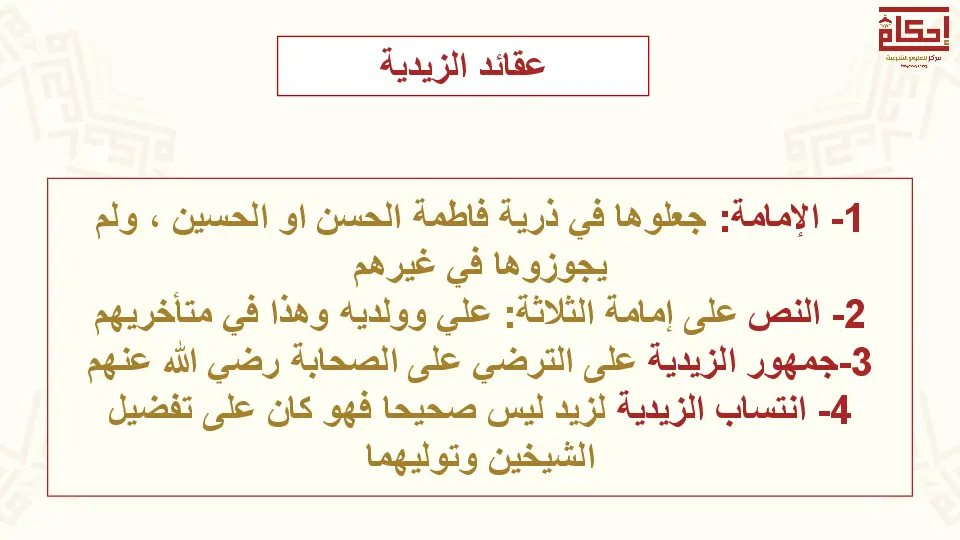 إحكام
مركز للعلوم الشرعية
عقائد الزيدية
1- الإمامة: جعلوها في ذرية فاطمة الحسن او الحسين ، ولم
يجوزوها في غيرهم
2- النص على إمامة الثلاثة: علي وولديه وهذا في متأخريهم
3-جمهور الزيدية على الترضي على الصحابة رضي الله عنهم
4- انتساب الزيدية لزيد ليس صحيحا فهو كان على تفضيل
الشيخين وتوليهما